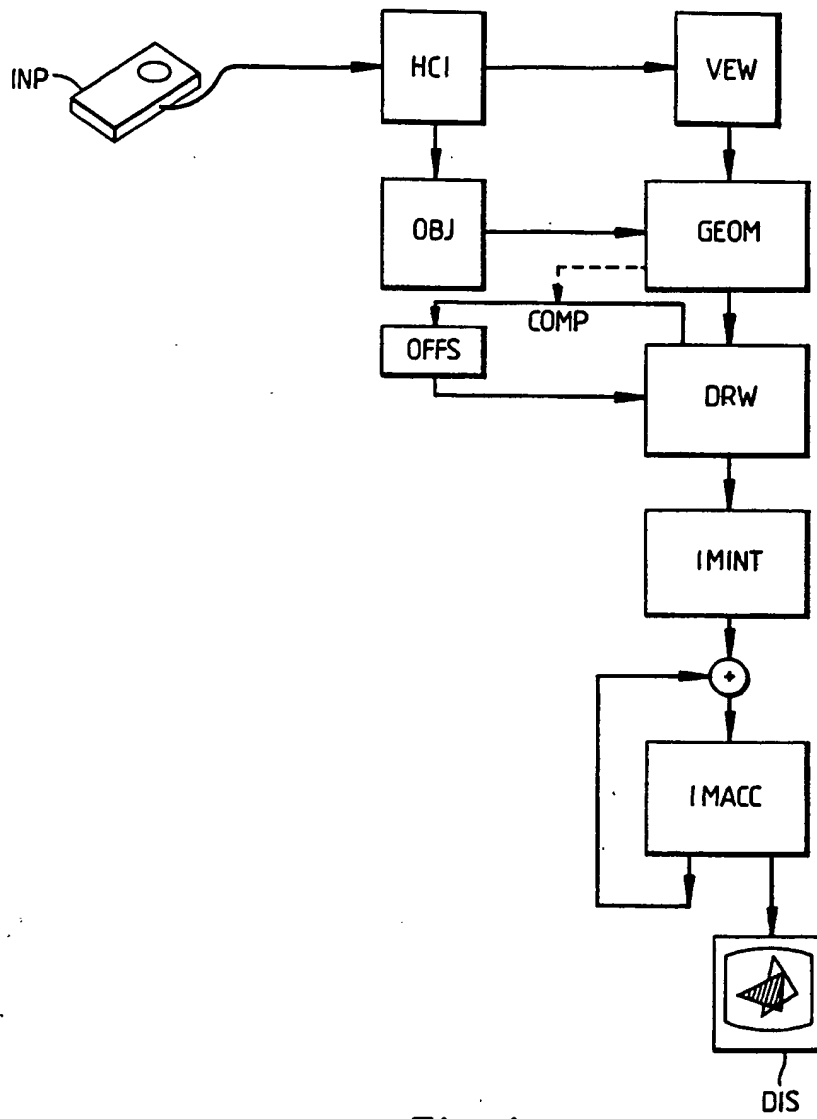 INP
HCI
VEW
OBJ
GEOM
COMP
OFFS
DRW
IMINT
+
IMACC
DIS